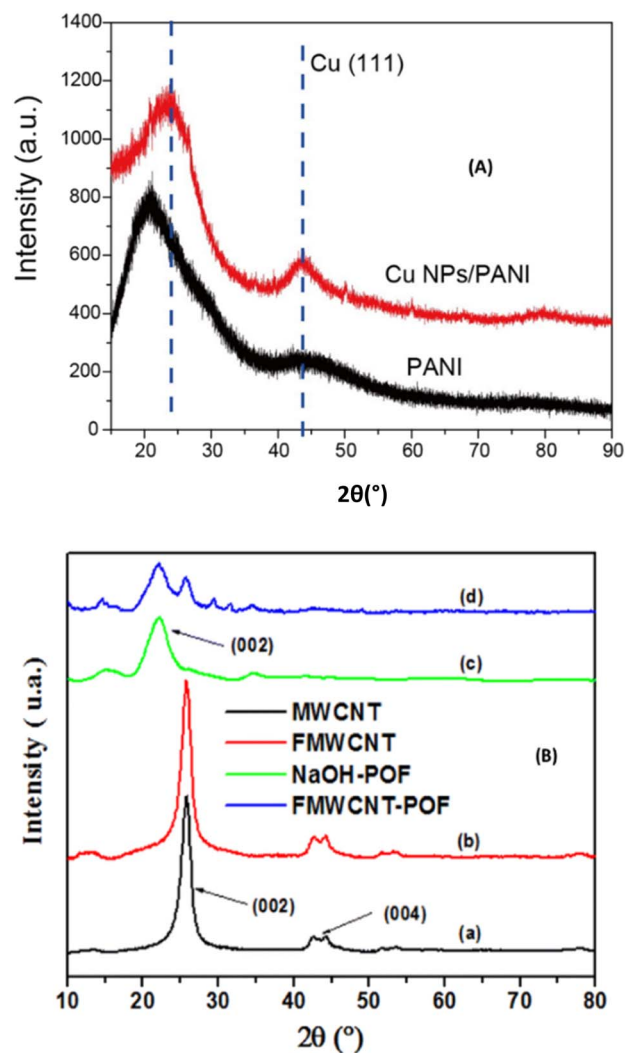 1400
1200
1000
800
600
400
200
0
Intensity (a.u.)
Cu (111)
(A)
Cu NPs/PANI
PANI
20 30 40 50 60 70 80 90
2θ(°)
(d)
(002)
(c)
MWCNT
FMWCNT
NaOH-POF
FMWCNT-POF
(B)
Intensity ( u.a.)
(b)
(002)
(004)
(a)
10 20 30 40 50 60 70 80
2θ (°)